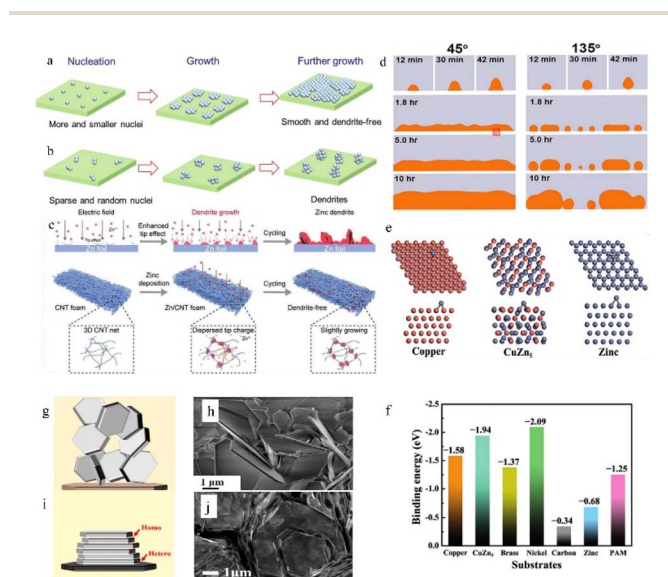 a
Nucleation
Growth
Further growth
More and smaller nuclei
Smooth and dendrite-free
b
Sparse and random nuclei
Dendrites
c
Electric field
Enhanced
tip effect
Dendrite growth
Zinc dendrite
Cycling
Zn foil
Zn foil
Zn foil
Zinc
deposition
Cycling
CNT foam
Zn/CNT foam
Dendrite-free
3D CNT net
Dispersed tip charge
Slightly growing
d
45°
135°
12 min
30 min
42 min
12 min
30 min
42 min
1.8 hr
1.8 hr
5.0 hr
5.0 hr
10 hr
10 hr
e
Copper
CuZn₅
Zinc
g
h
1 μm
i
Homo
Hetero
j
1μm
f
Binding energy (eV)
-2.5
-2.0
-1.5
-1.0
-0.5
0.0
−1.58
−1.94
−1.37
−2.09
−0.34
−0.68
−1.25
Copper
CuZn₅
Brass
Nickel
Carbon
Zinc
PAM
Substrates